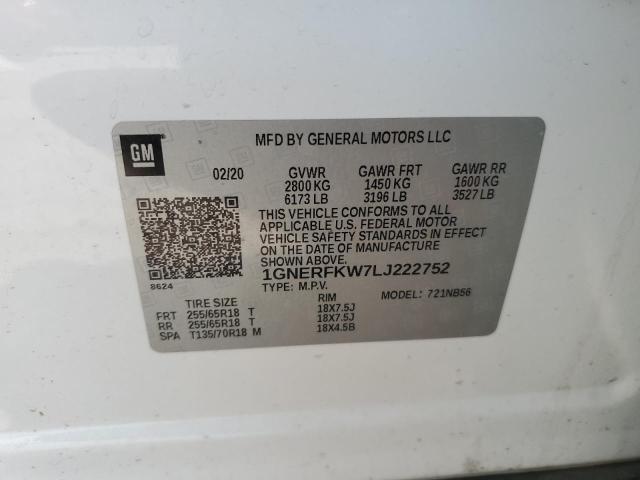 GM
MFD BY GENERAL MOTORS LLC
02/20 GVWR GAWR FRT GAWR RR
2800 KG 1450 KG 1600 KG
6173 LB 3196 LB 3527 LB
THIS VEHICLE CONFORMS TO ALL
APPLICABLE U.S. FEDERAL MOTOR
VEHICLE SAFETY STANDARDS IN EFFECT
ON THE DATE OF MANUFACTURE
SHOWN ABOVE.
8624 1GNERFKW7LJ222752
TYPE: M.P.V.
TIRE SIZE RIM MODEL: 721NB56
FRT 255/65R18 T 18X7.5J
RR 255/65R18 T 18X7.5J
SPA T135/70R18 M 18X4.5B